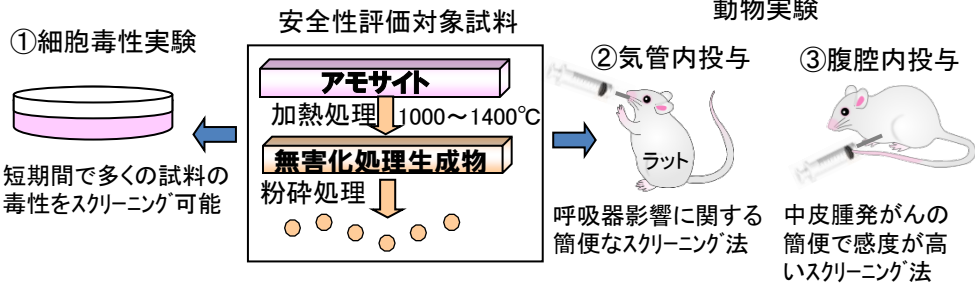 ①細胞毒性実験
短期間で多くの試料の
毒性をスクリーニング可能
安全性評価対象試料
アモサイト
加熱処理
1000～1400℃
無害化処理生成物
粉砕処理
動物実験
②気管内投与
ラット
呼吸器影響に関する
簡便なスクリーニング法
③腹腔内投与
中皮腫発がんの
簡便で感度が高
いスクリーニング法